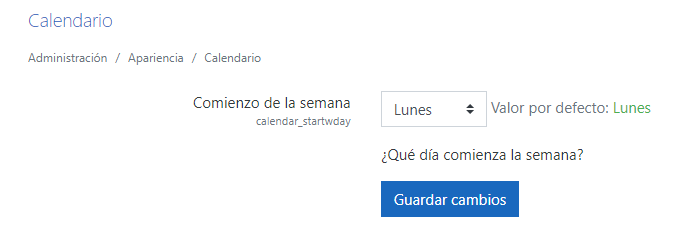 Calendario
Administración / Apariencia / Calendario
Comienzo de la semana
calendar_startwday
Lunes Valor por defecto: Lunes
¿Qué día comienza la semana?
Guardar cambios